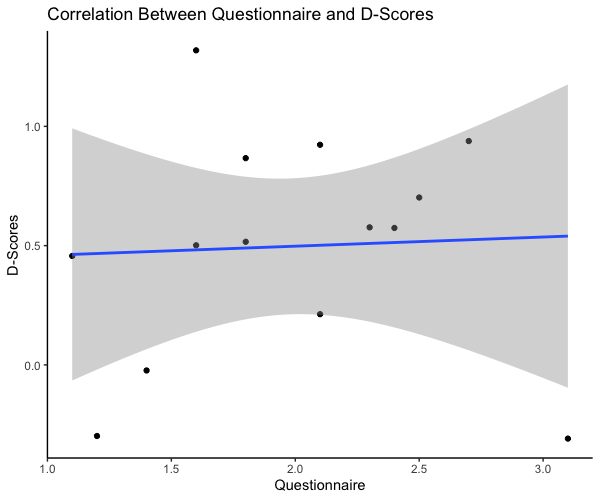 Correlation Between Questionnaire and D-Scores
1.0
0.5
0.0
D-Scores
1.0 1.5 2.0 2.5 3.0
Questionnaire